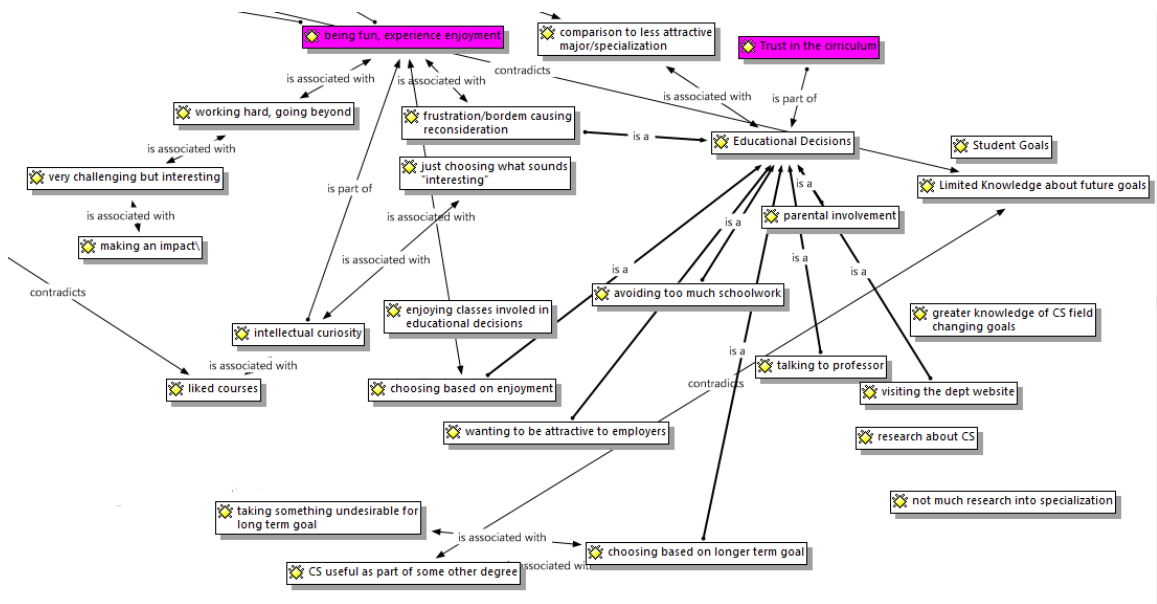 being fun, experience enjoyment
comparison to less attractive
major/specialization
Trust in the cirriculum
contradicts
is associated with
is associated with
is associated with
is part of
working hard, going beyond
frustration/bordem causing
reconsideration
is a
Educational Decisions
Student Goals
is associated with
just choosing what sounds
"interesting"
very challenging but interesting
is part of
is a
Limited Knowledge about future goals
is associated with
parental involvement
is a
making an impact\
is associated with
is a
is a
is a
contradicts
avoiding too much schoolwork
enjoying classes involed in
educational decisions
greater knowledge of CS field
changing goals
intellectual curiosity
is a
is associated with
talking to professor
liked courses
choosing based on enjoyment
contradicts
visiting the dept website
wanting to be attractive to employers
research about CS
not much research into specialization
taking something undesirable for
long term goal
is associated with
choosing based on longer term goal
CS useful as part of some other degree
associated with